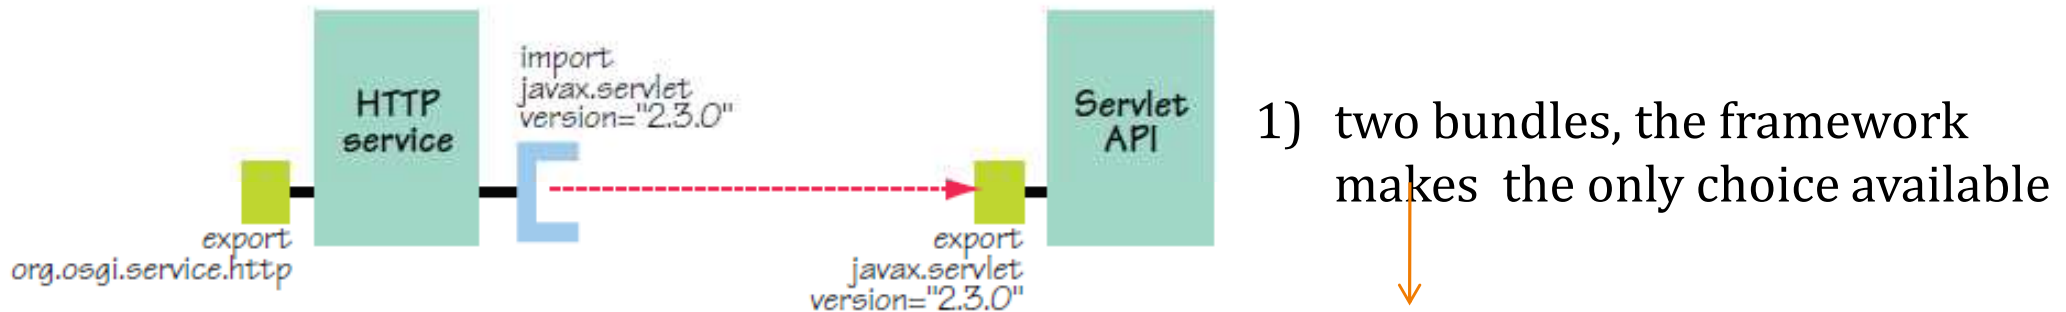 HTTP
service
import
javax.servlet
version="2.3.0"
export
org.osgi.service.http
Servlet
API
export
javax.servlet
version="2.3.0"
1) two bundles, the framework
makes the only choice available